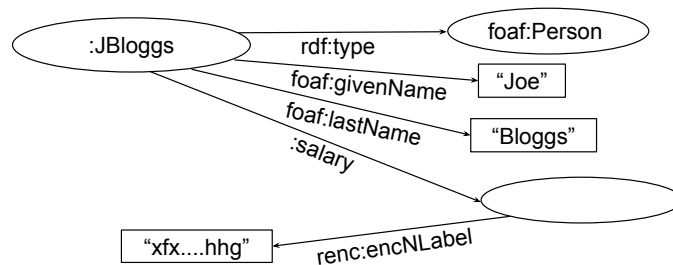 :JBloggs
rdf:type
foaf:Person
foaf:givenName
“Joe”
foaf:lastName
“Bloggs”
:salary
“xfx....hhg”
renc:encNLabel